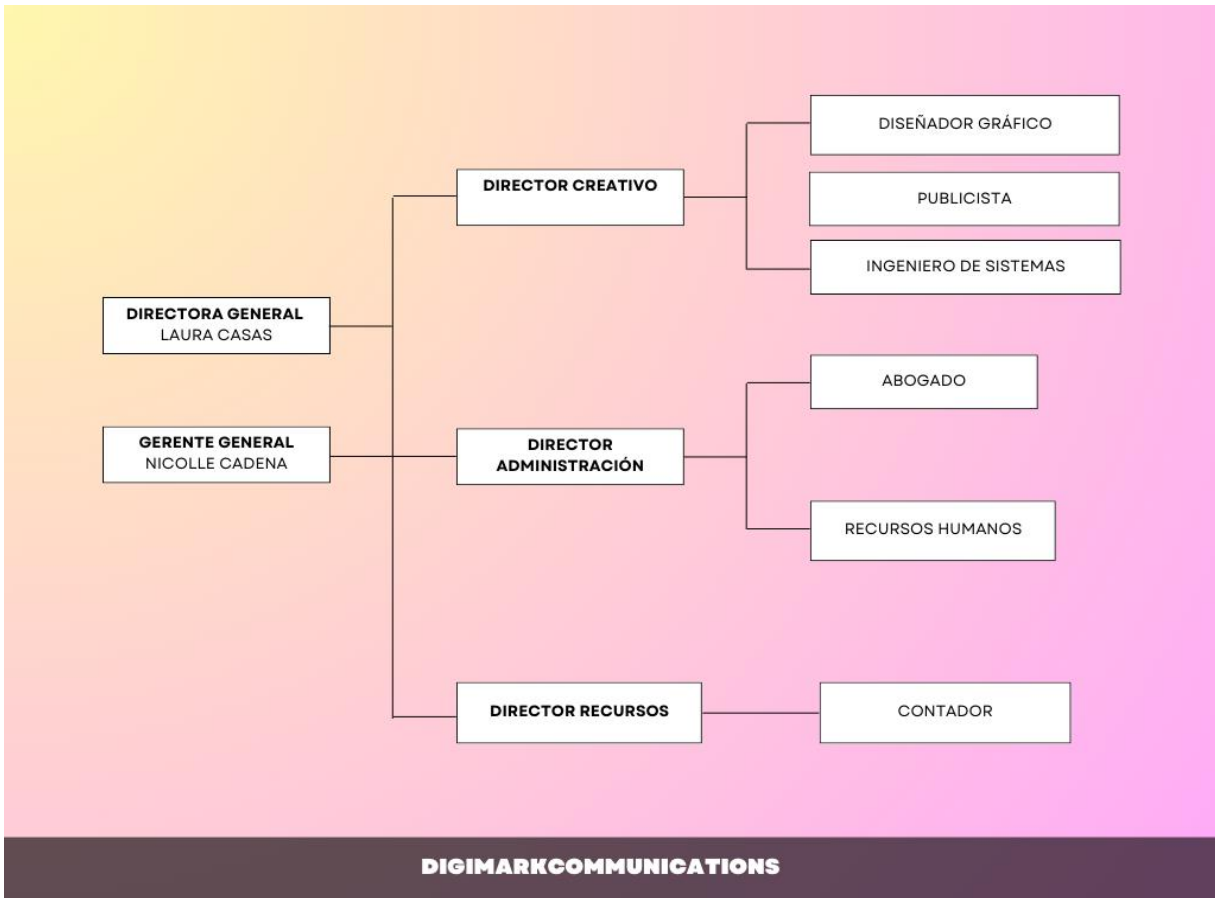 DISEÑADOR GRÁFICO
DIRECTOR CREATIVO
PUBLICISTA
INGENIERO DE SISTEMAS
DIRECTORA GENERAL
LAURA CASAS
ABOGADO
GERENTE GENERAL
NICOLLE CADENA
DIRECTOR
ADMINISTRACIÓN
RECURSOS HUMANOS
DIRECTOR RECURSOS
CONTADOR
DIGIMARKCOMMUNICATIONS